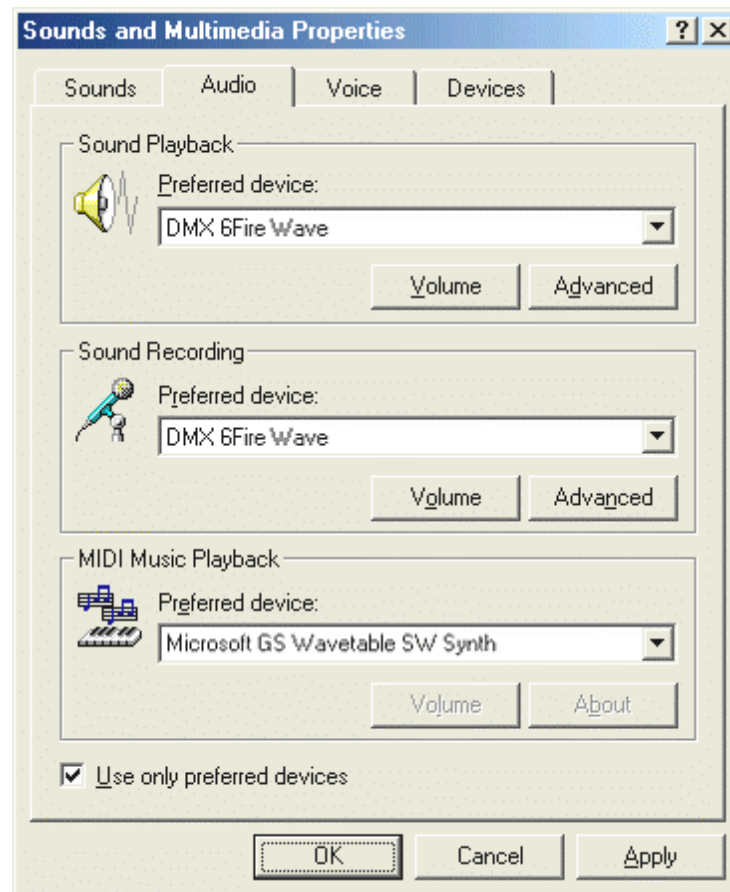 Sounds and Multimedia Properties
Sounds Audio Voice Devices
Sound Playback
Preferred device:
DMX 6Fire Wave
Volume Advanced
Sound Recording
Preferred device:
DMX 6Fire Wave
Volume Advanced
MIDI Music Playback
Preferred device:
Microsoft GS Wavetable SW Synth
Volume About
Use only preferred devices
OK Cancel Apply